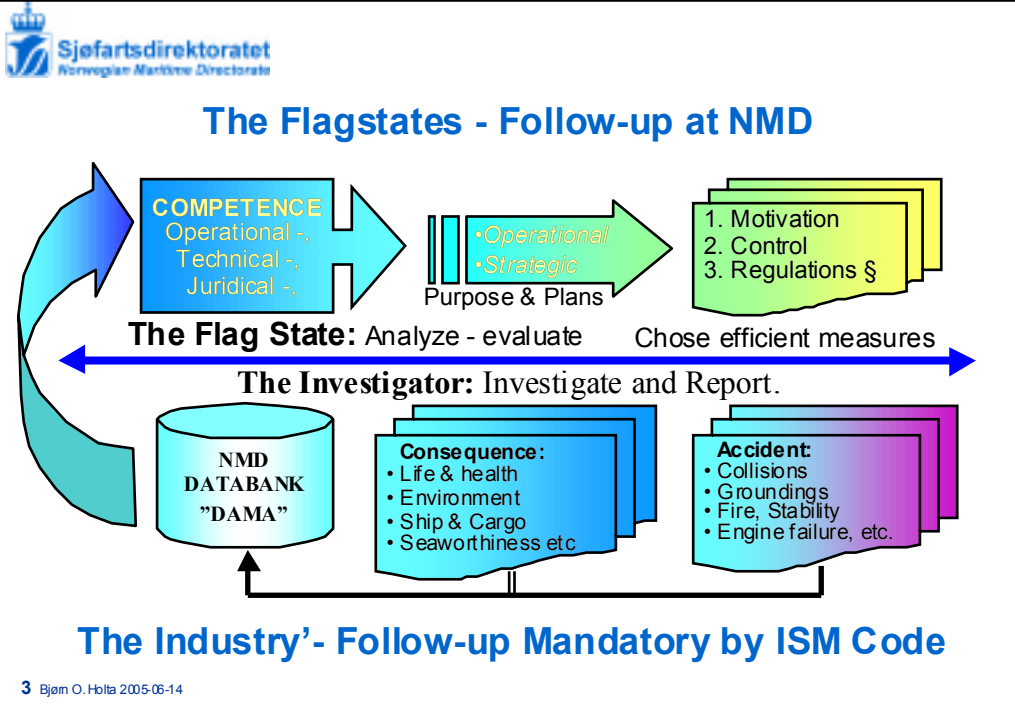 Sjøfartsdirektoratet
Norwegian Maritime Directorate
The Flagstates - Follow-up at NMD
COMPETENCE
Operational -,
Technical -,
Juridical -,
•Operational
•Strategic
Purpose & Plans
1. Motivation
2. Control
3. Regulations §
The Flag State: Analyze - evaluate
Chose efficient measures
The Investigator: Investigate and Report.
NMD
DATABANK
”DAMA”
Consequence:
• Life & health
• Environment
• Ship & Cargo
• Seaworthiness etc
Accident:
• Collisions
• Groundings
• Fire, Stability
• Engine failure, etc.
The Industry’- Follow-up Mandatory by ISM Code
3 Bjørn O. Holta 2005-06-14